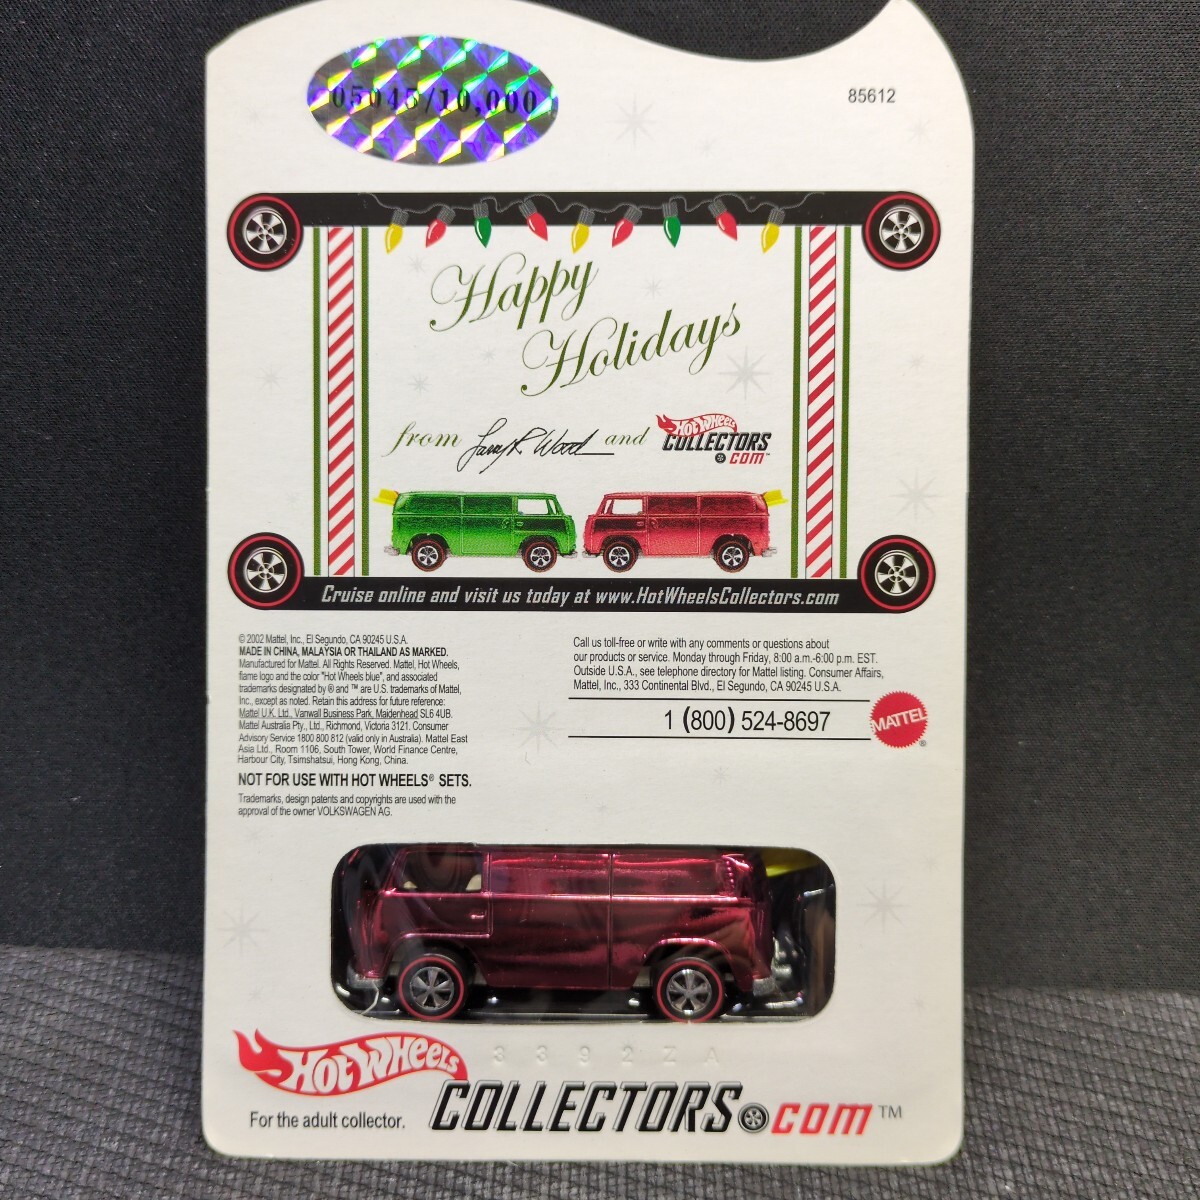 05045/10,000
85612
Happy
Holidays
from Larry R Wood and Hot Wheels
COLLECTORS
.COM™
Cruise online and visit us today at www.HotWheelsCollectors.com
© 2002 Mattel, Inc., El Segundo, CA 90245 U.S.A.
MADE IN CHINA, MALAYSIA OR THAILAND AS MARKED.
Manufactured for Mattel. All Rights Reserved. Mattel, Hot Wheels,
flame logo and the color "Hot Wheels blue", and associated
trademarks designated by ® and ™ are U.S. trademarks of Mattel,
Inc., except as noted. Retain this address for future reference:
Mattel U.K. Ltd., Vanwall Business Park, Maidenhead SL6 4UB.
Mattel Australia Pty., Ltd., Richmond, Victoria 3121. Consumer
Advisory Service 1800 800 812 (valid only in Australia). Mattel East
Asia Ltd., Room 1106, South Tower, World Finance Centre,
Harbour City, Tsimshatsui, Hong Kong, China.
NOT FOR USE WITH HOT WHEELS® SETS.
Trademarks, design patents and copyrights are used with the
approval of the owner VOLKSWAGEN AG.
Call us toll-free or write with any comments or questions about
our products or service. Monday through Friday, 8:00 a.m.-6:00 p.m. EST.
Outside U.S.A., see telephone directory for Mattel listing. Consumer Affairs,
Mattel, Inc., 333 Continental Blvd., El Segundo, CA 90245 U.S.A.
1 (800) 524-8697
MATTEL®
3392ZA
Hot Wheels
COLLECTORS.COM™
For the adult collector.